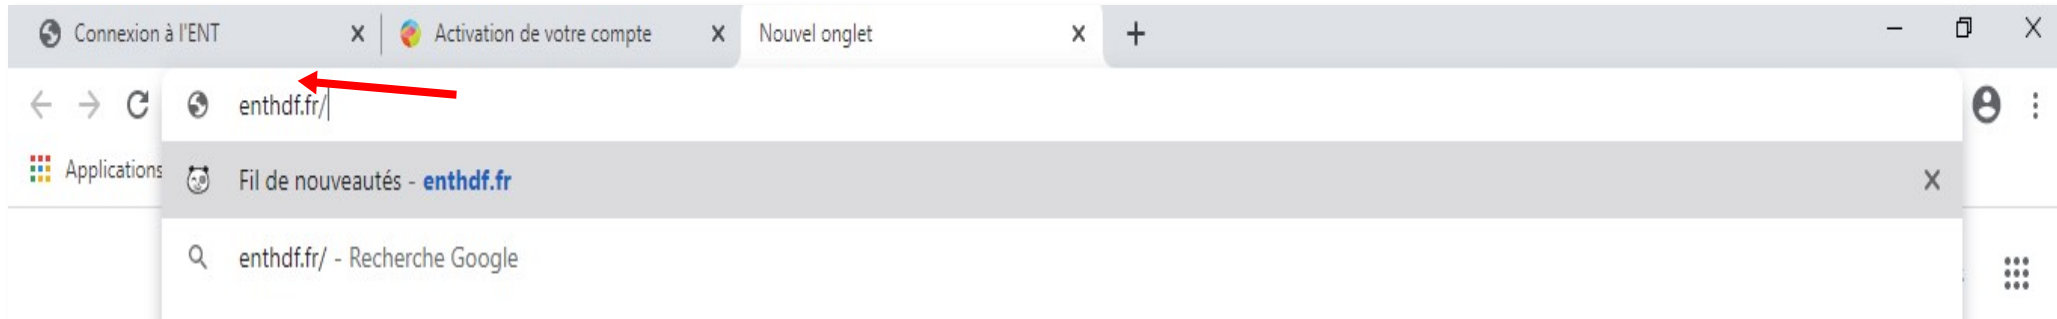 Connexion à l'ENT
Activation de votre compte
Nouvel onglet
enthdf.fr/
Applications
Fil de nouveautés - enthdf.fr
enthdf.fr/ - Recherche Google